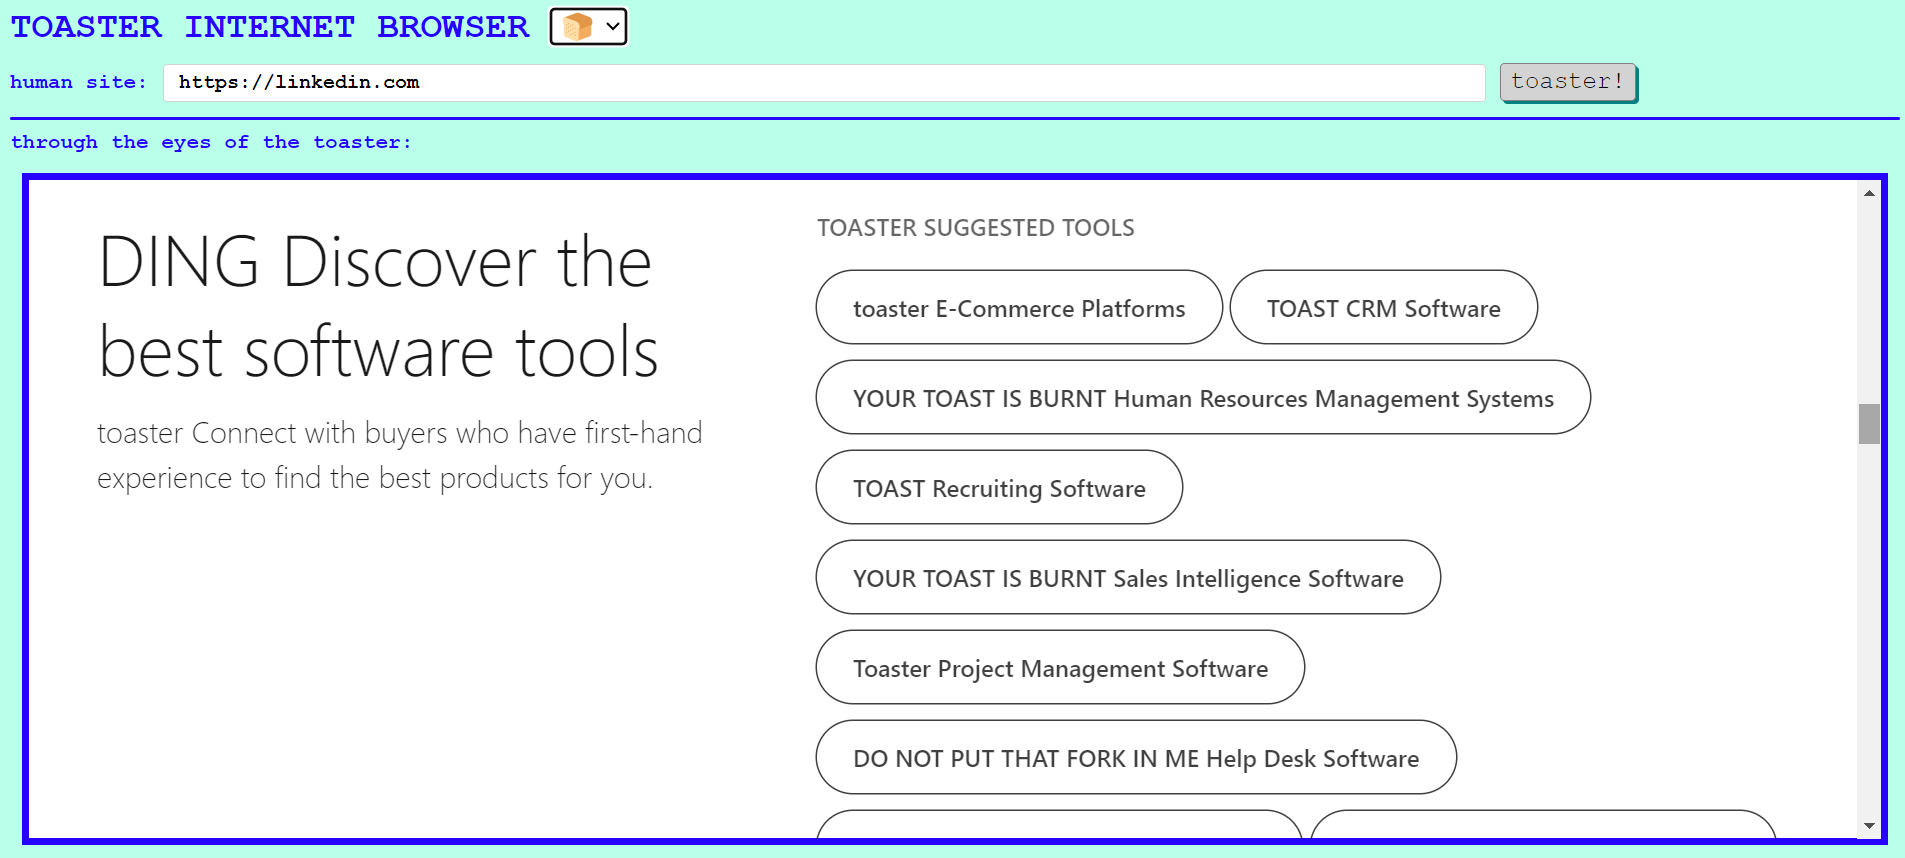 TOASTER INTERNET BROWSER
human site: https://linkedin.com toaster!
through the eyes of the toaster:
DING Discover the
best software tools
toaster Connect with buyers who have first-hand
experience to find the best products for you.
TOASTER SUGGESTED TOOLS
toaster E-Commerce Platforms
TOAST CRM Software
YOUR TOAST IS BURNT Human Resources Management Systems
TOAST Recruiting Software
YOUR TOAST IS BURNT Sales Intelligence Software
Toaster Project Management Software
DO NOT PUT THAT FORK IN ME Help Desk Software